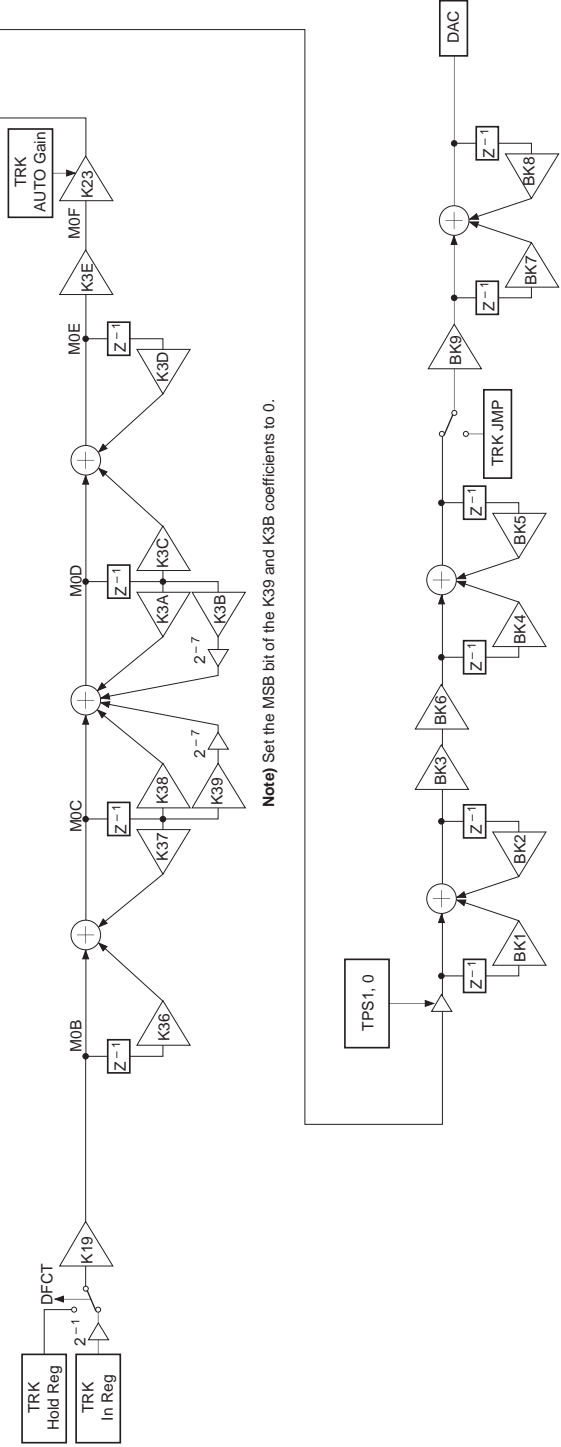 TRK
Hold Reg
TRK
In Reg
2−1
DFCT
K19
M0B
Z−1
K36
K37
M0C
Z−1
K38
K39
2−7
2−7
M0D
Z−1
K3A
K3B
K3C
M0E
Z−1
K3D
K3E
M0F
K23
TRK
AUTO Gain
Note) Set the MSB bit of the K39 and K3B coefficients to 0.
TPS1, 0
Z−1
BK1
Z−1
BK2
BK3
BK6
Z−1
BK4
Z−1
BK5
TRK JMP
BK9
Z−1
BK7
Z−1
BK8
DAC